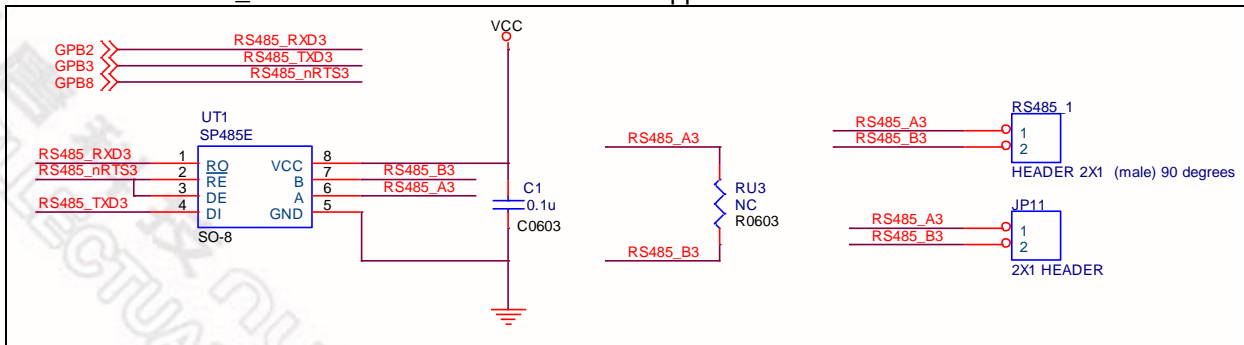 VCC
GPB2
RS485_RXD3
GPB3
RS485_TXD3
GPB8
RS485_nRTS3
UT1
SP485E
RS485_RXD3
RS485_nRTS3
RS485_TXD3
1
2
3
4
RO
RE
DE
DI
VCC
B
A
GND
8
7
6
5
RS485_B3
RS485_A3
SO-8
C1
0.1u
C0603
RS485_A3
RU3
NC
R0603
RS485_B3
RS485_1
RS485_A3
RS485_B3
1
2
HEADER 2X1 (male) 90 degrees
JP11
RS485_A3
RS485_B3
1
2
2X1 HEADER